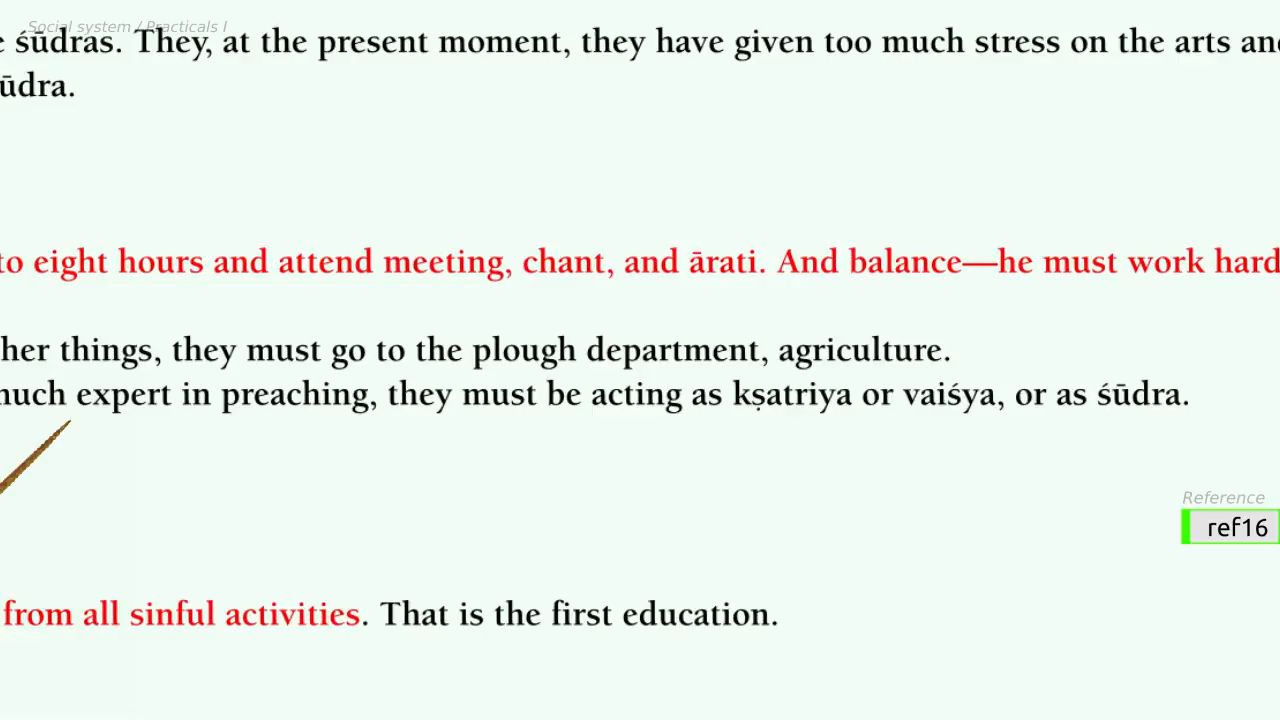 Social system / Practicals I
śūdras. They, at the present moment, they have given too much stress on the arts and
ūdra.
to eight hours and attend meeting, chant, and ārati. And balance—he must work hard
her things, they must go to the plough department, agriculture.
much expert in preaching, they must be acting as kṣatriya or vaiśya, or as śūdra.
Reference
ref16
from all sinful activities. That is the first education.